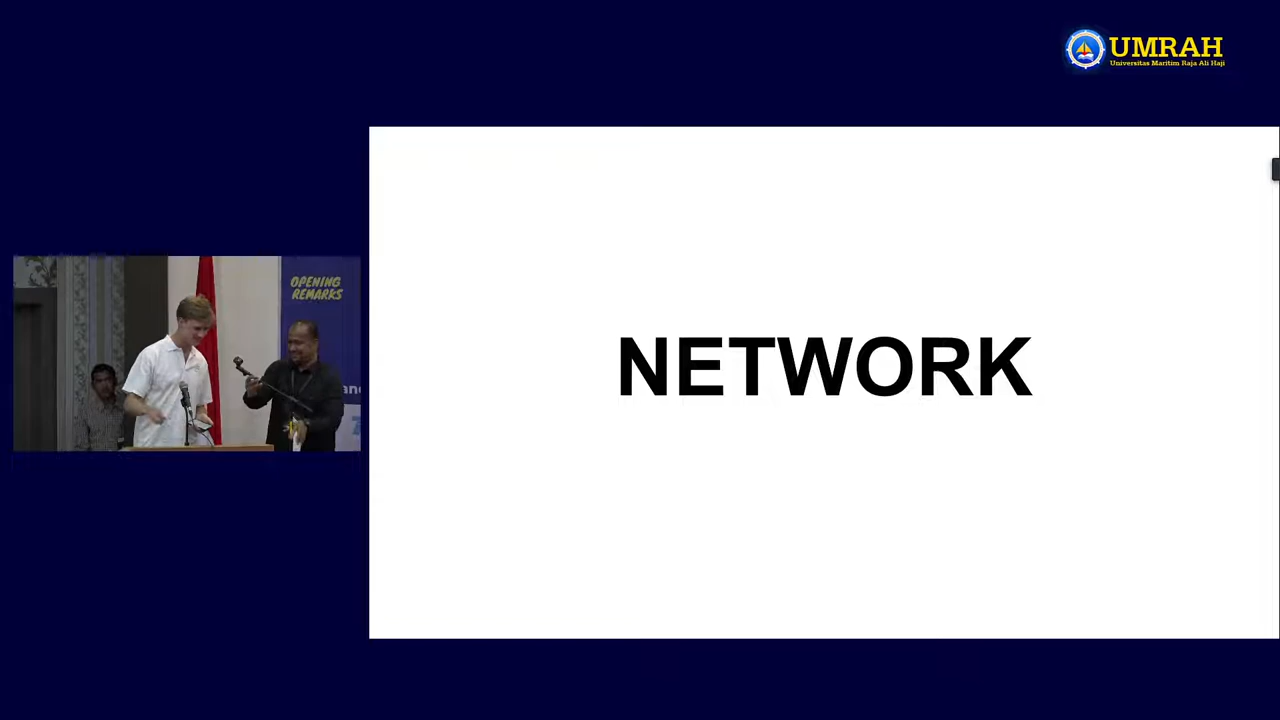 UMRAH
Universitas Maritim Raja Ali Haji
OPENING
REMARKS
NETWORK